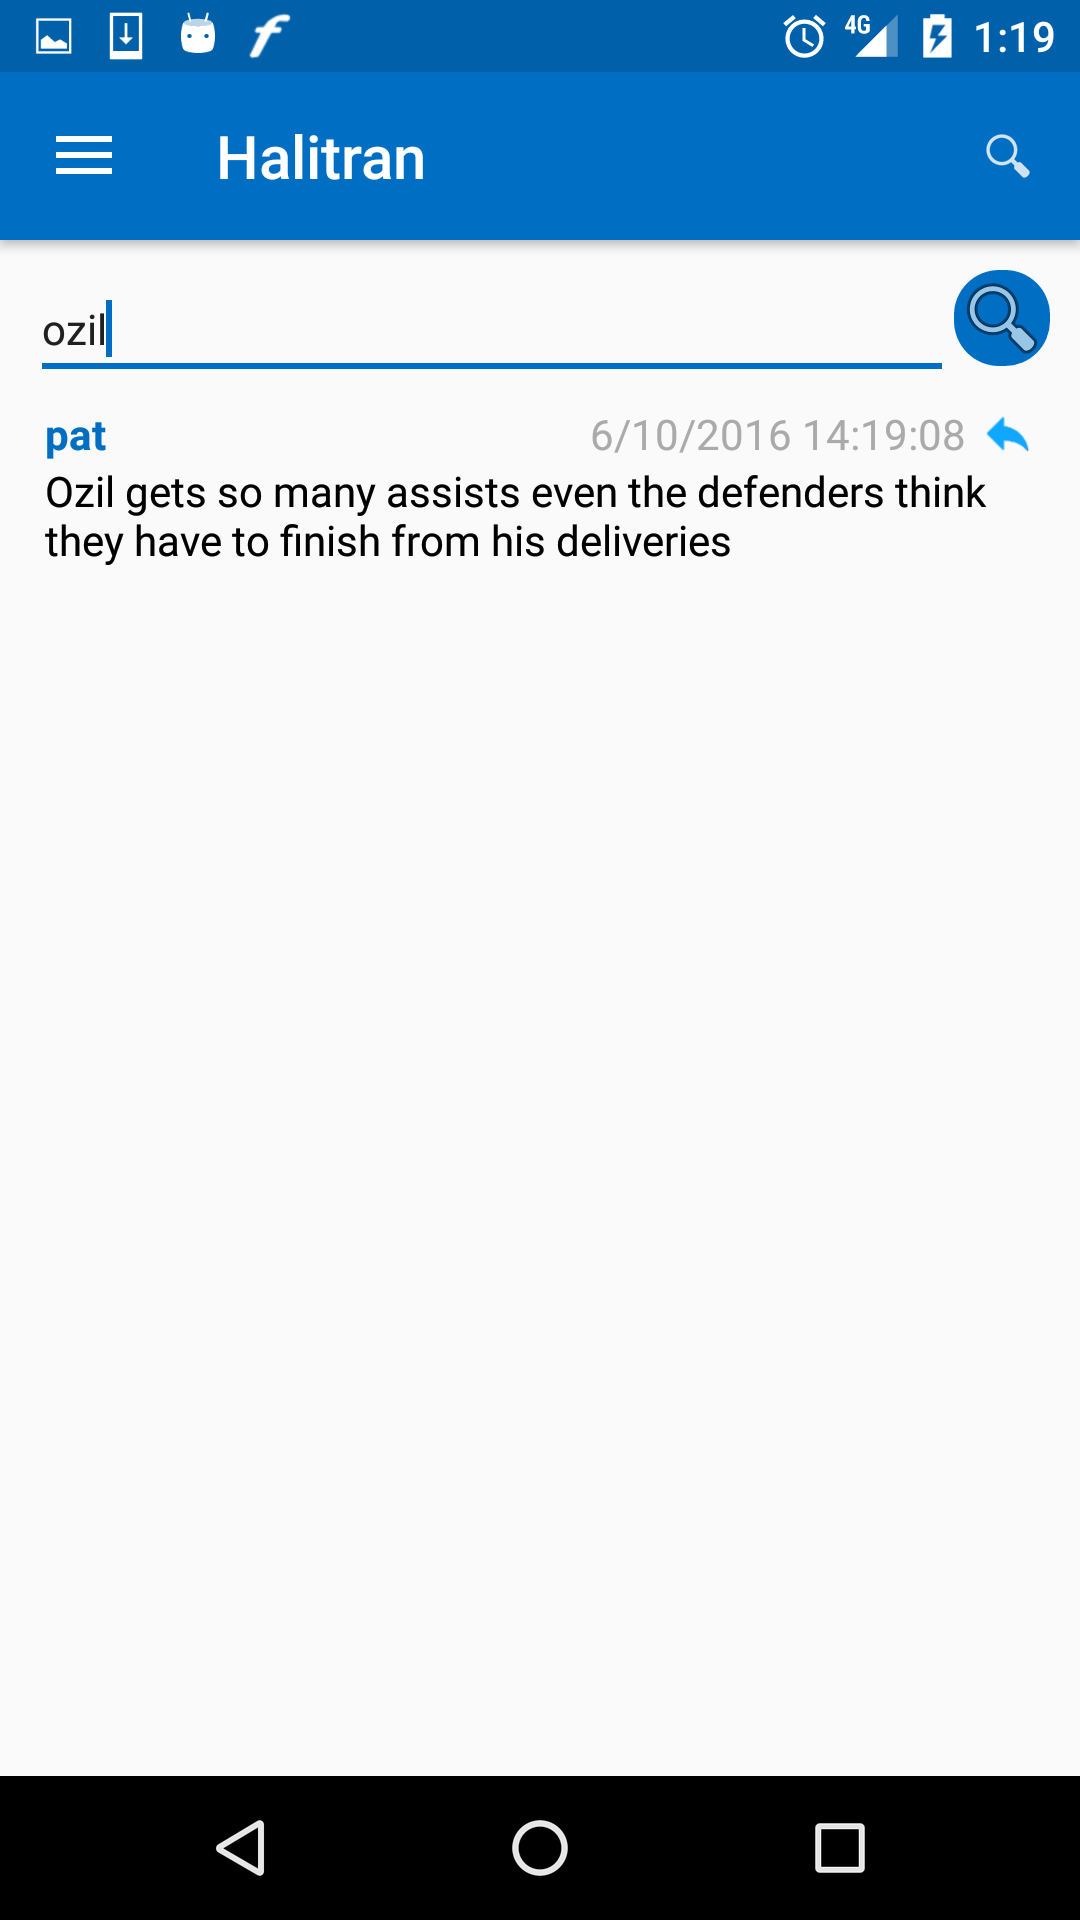 4G 1:19
Halitran
ozil
pat 6/10/2016 14:19:08
Ozil gets so many assists even the defenders think
they have to finish from his deliveries